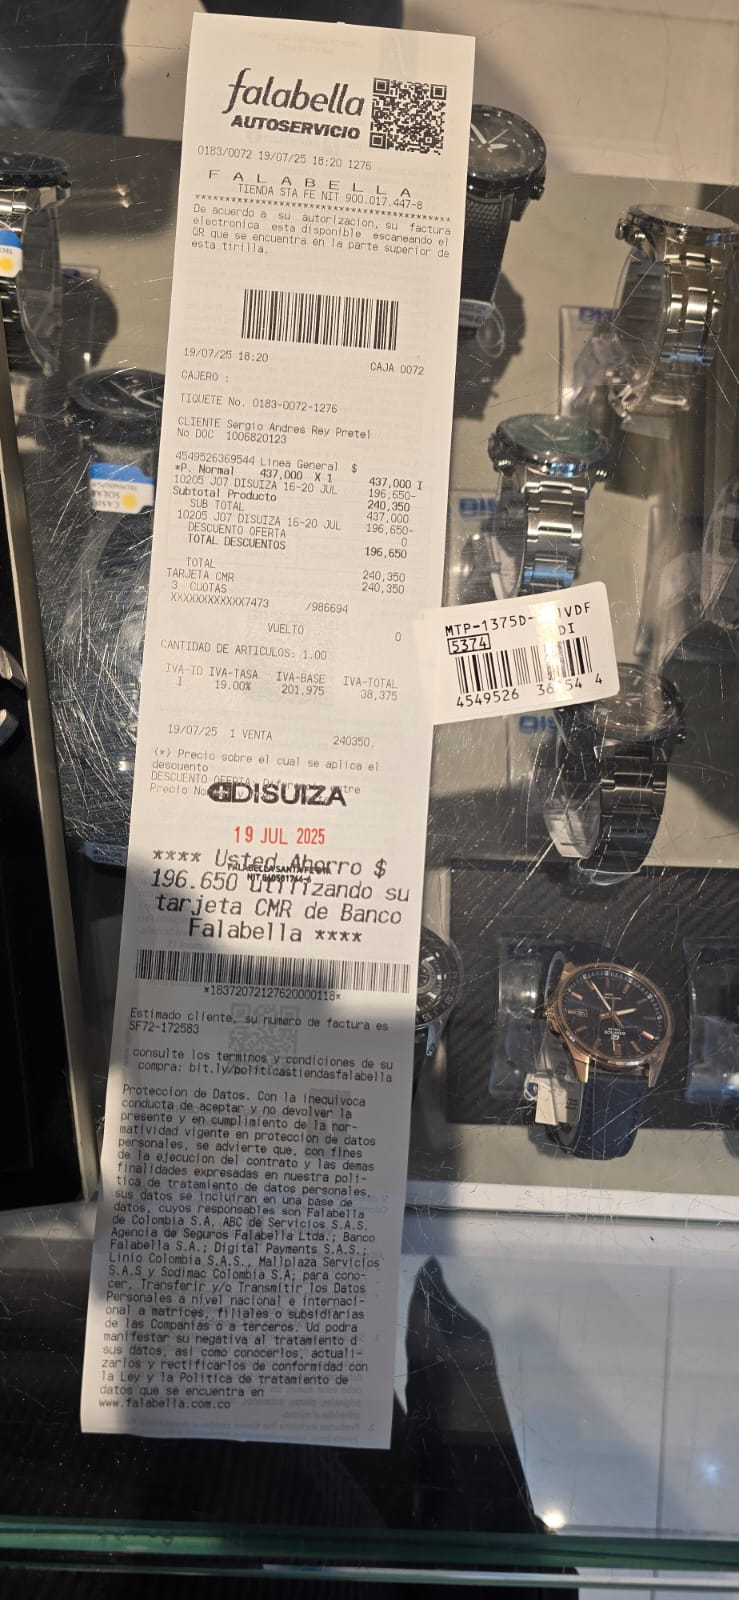 falabella
AUTOSERVICIO
0183/0072 19/07/25 18:20 1276
F A L A B E L L A
TIENDA STA FE NIT 900.017.447-8
**********************************************
De acuerdo a su autorizacion, su factura
electronica esta disponible escaneando el
QR que se encuentra en la parte superior de
esta tirilla.
19/07/25 18:20 CAJA 0072
CAJERO :
TIQUETE No. 0183-0072-1276
CLIENTE Sergio Andres Rey Pretel
No DOC 1006820123
4549526369544 Linea General $
*P. Normal 437,000 X 1 437,000 I
10205 J07 DISUIZA 16-20 JUL 196,650-
Subtotal Producto 240,350
SUB TOTAL 437,000
10205 J07 DISUIZA 16-20 JUL 196,650-
DESCUENTO OFERTA 0
TOTAL DESCUENTOS 196,650
TOTAL 240,350
TARJETA CMR 240,350
3 CUOTAS
XXXXXXXXXXXX7473 /986694
VUELTO 0
CANTIDAD DE ARTICULOS: 1.00
IVA-ID IVA-TASA IVA-BASE IVA-TOTAL
I 19.00% 201,975 38,375
19/07/25 1 VENTA 240350,
(*) Precio sobre el cual se aplica el
descuento
DESCUENTO OFERTA: Diferencia entre
Precio
DISUIZA
19 JUL 2025
**** Usted Ahorro $
FALABELLA SANTA FE
196.650 utilizando su
tarjeta CMR de Banco
Falabella ****
*18372072127620000118*
Estimado cliente, su numero de factura es
SF72-172583
consulte los terminos y condiciones de su
compra: bit.ly/politicastiendasfalabella
Proteccion de Datos. Con la inequivoca
conducta de aceptar y no devolver la
presente y en cumplimiento de la nor-
matividad vigente en proteccion de datos
personales, se advierte que, con fines
de la ejecucion del contrato y las demas
finalidades expresadas en nuestra poli-
tica de tratamiento de datos personales,
sus datos se incluiran en una base de
datos, cuyos responsables son Falabella
de Colombia S.A, ABC de Servicios S.A.S.
Agencia de Seguros Falabella Ltda.; Banco
Falabella S.A.; Digital Payments S.A.S.;
Linio Colombia S.A.S., Mallplaza Servicios
S.A.S y Sodimac Colombia S.A; para cono-
cer, Transferir y/o Transmitir los Datos
Personales a nivel nacional e internaci-
onal a matrices, filiales o subsidiarias
de las Companias o a terceros. Ud podra
manifestar su negativa al tratamiento d
sus datos, asi como conocerlos, actuali-
zarlos y rectificarlos de conformidad con
la Ley y la Politica de tratamiento de
datos que se encuentra en
www.falabella.com.co
MTP-1375D- VDF
5374 DI
4549526 36 54 4
CASIO
SOLAR